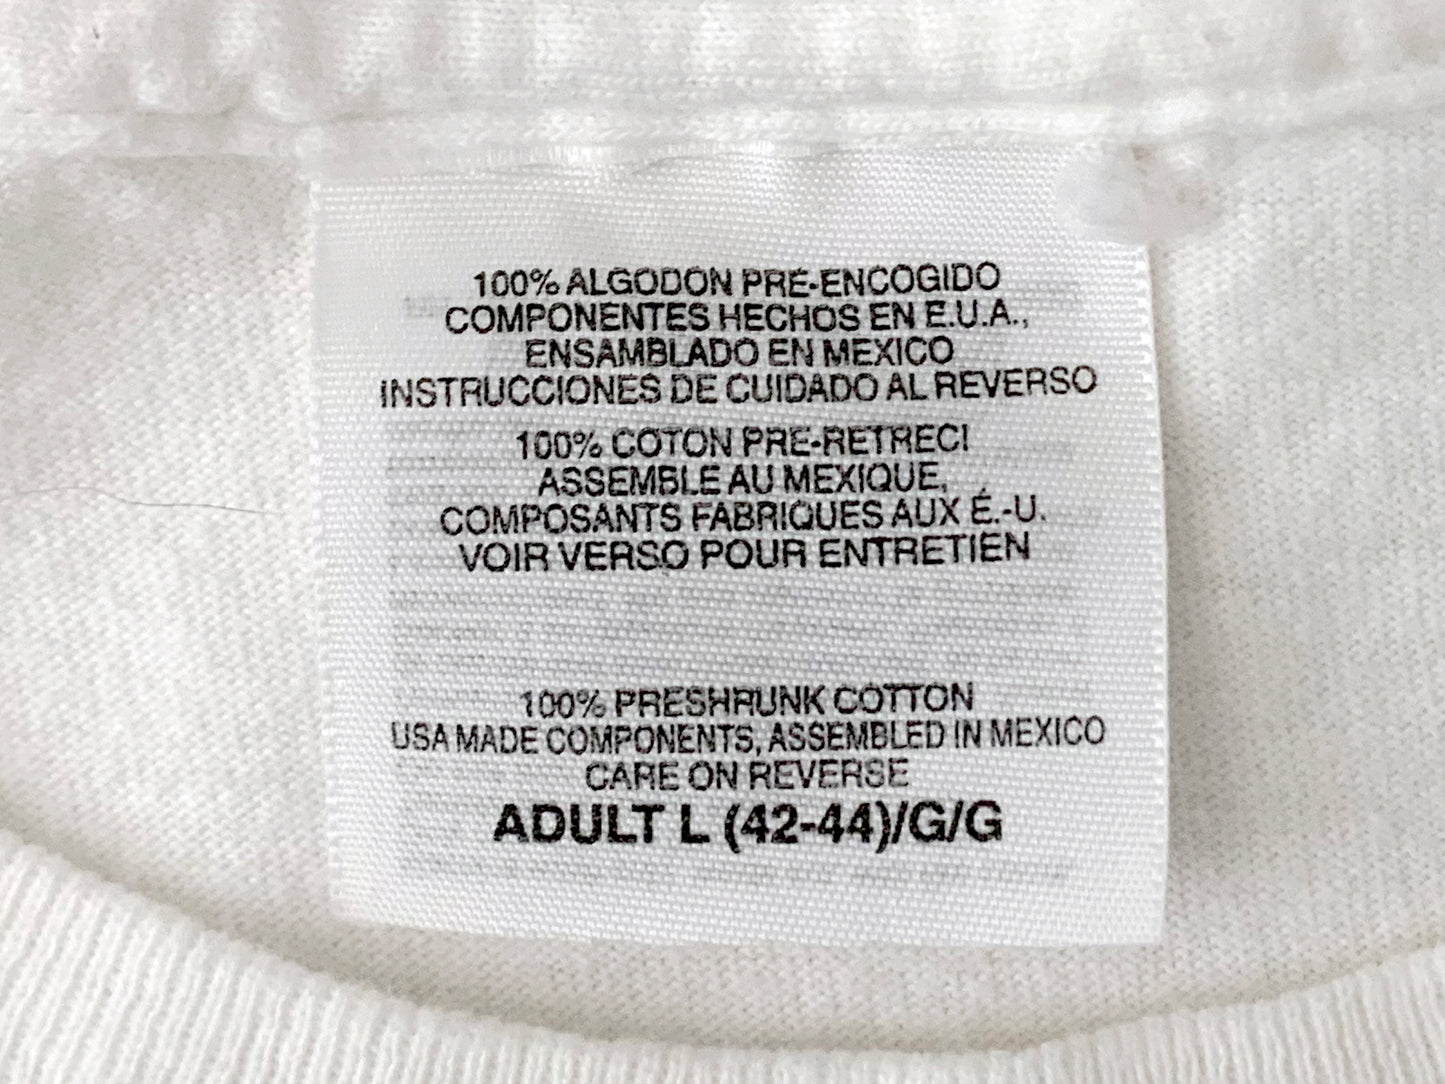 100% ALGODON PRE-ENCOGIDO
COMPONENTES HECHOS EN E.U.A.,
ENSAMBLADO EN MEXICO
INSTRUCCIONES DE CUIDADO AL REVERSO
100% COTON PRE-RETRECI
ASSEMBLE AU MEXIQUE,
COMPOSANTS FABRIQUES AUX É.-U.
VOIR VERSO POUR ENTRETIEN
100% PRESHRUNK COTTON
USA MADE COMPONENTS, ASSEMBLED IN MEXICO
CARE ON REVERSE
ADULT L (42-44)/G/G